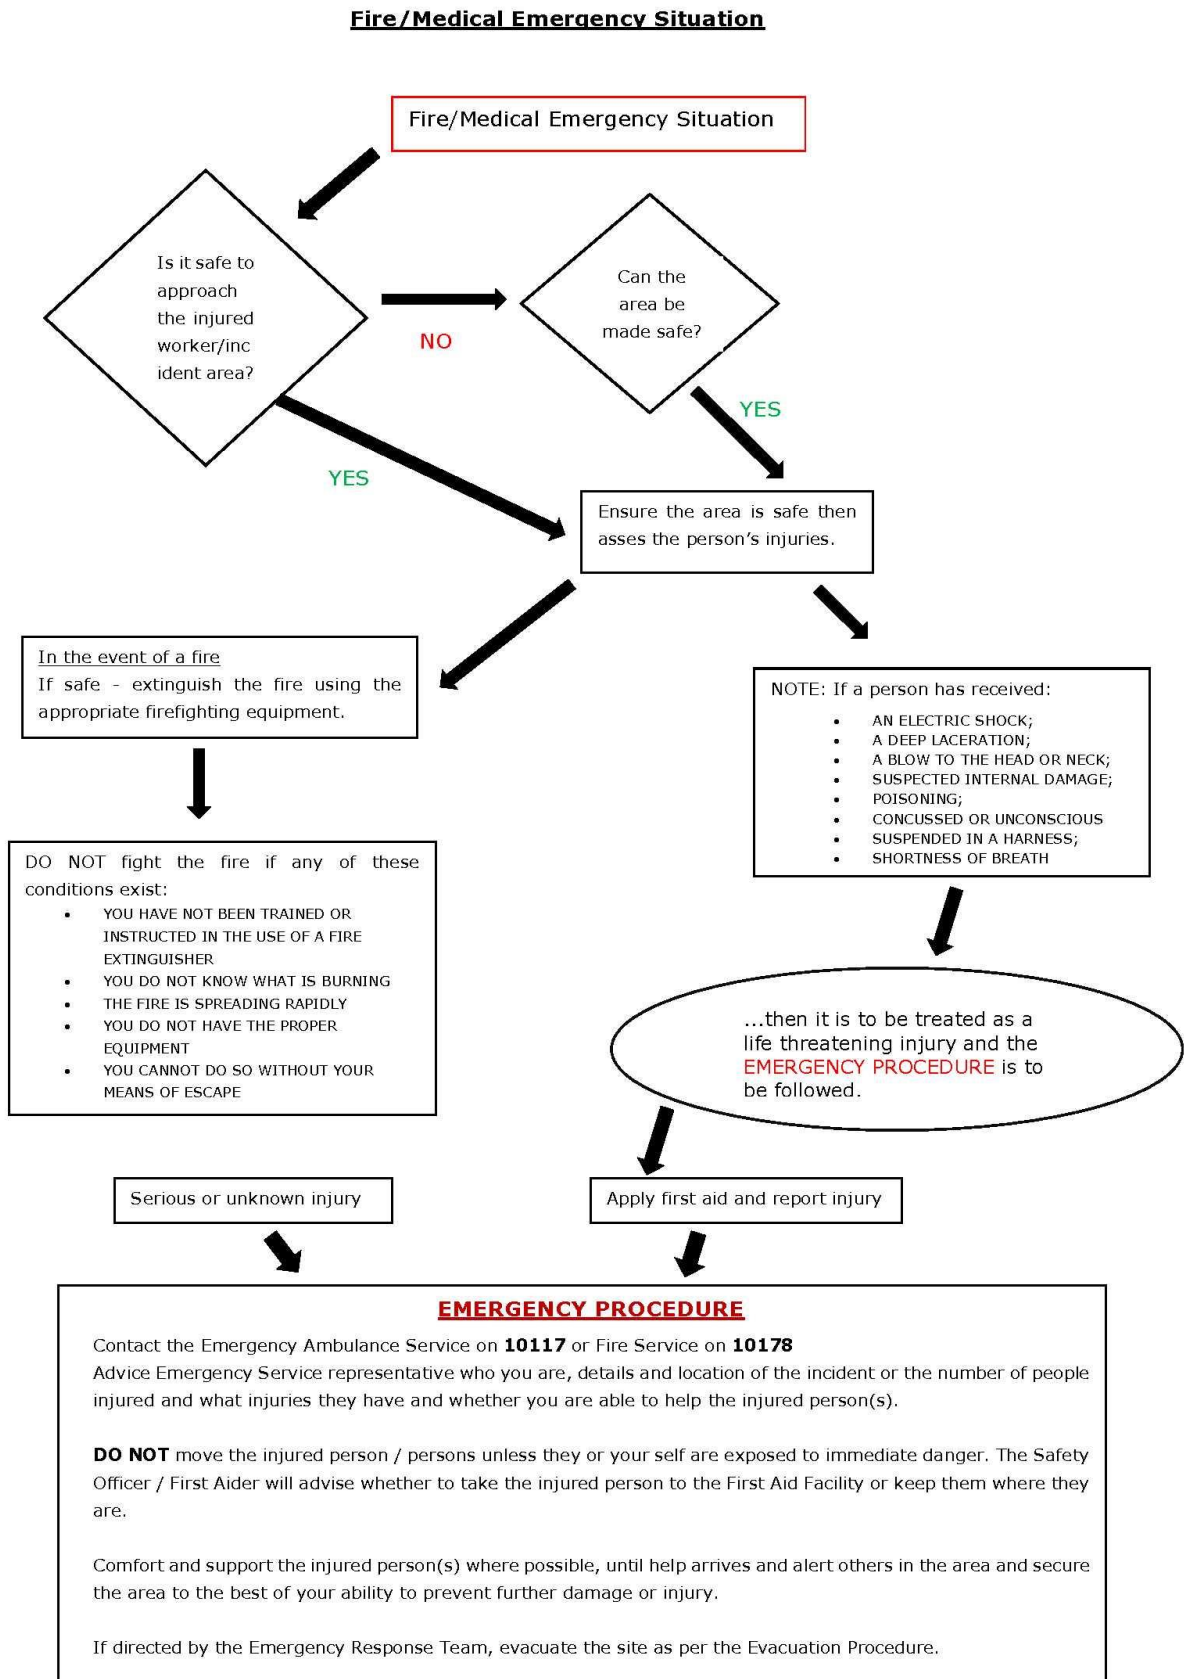 Fire/Medical Emergency Situation
Fire/Medical Emergency Situation
Is it safe to
approach
the injured
worker/inc
ident area?
NO
Can the
area be
made safe?
YES
YES
Ensure the area is safe then
asses the person's injuries.
In the event of a fire
If safe - extinguish the fire using the
appropriate firefighting equipment.
NOTE: If a person has received:
• AN ELECTRIC SHOCK;
• A DEEP LACERATION;
• A BLOW TO THE HEAD OR NECK;
• SUSPECTED INTERNAL DAMAGE;
• POISONING;
• CONCUSSED OR UNCONSCIOUS
• SUSPENDED IN A HARNESS;
• SHORTNESS OF BREATH
DO NOT fight the fire if any of these
conditions exist:
• YOU HAVE NOT BEEN TRAINED OR
INSTRUCTED IN THE USE OF A FIRE
EXTINGUISHER
• YOU DO NOT KNOW WHAT IS BURNING
• THE FIRE IS SPREADING RAPIDLY
• YOU DO NOT HAVE THE PROPER
EQUIPMENT
• YOU CANNOT DO SO WITHOUT YOUR
MEANS OF ESCAPE
...then it is to be treated as a
life threatening injury and the
EMERGENCY PROCEDURE is to
be followed.
Serious or unknown injury
Apply first aid and report injury
EMERGENCY PROCEDURE
Contact the Emergency Ambulance Service on 10117 or Fire Service on 10178
Advice Emergency Service representative who you are, details and location of the incident or the number of people
injured and what injuries they have and whether you are able to help the injured person(s).
DO NOT move the injured person / persons unless they or your self are exposed to immediate danger. The Safety
Officer / First Aider will advise whether to take the injured person to the First Aid Facility or keep them where they
are.
Comfort and support the injured person(s) where possible, until help arrives and alert others in the area and secure
the area to the best of your ability to prevent further damage or injury.
If directed by the Emergency Response Team, evacuate the site as per the Evacuation Procedure.